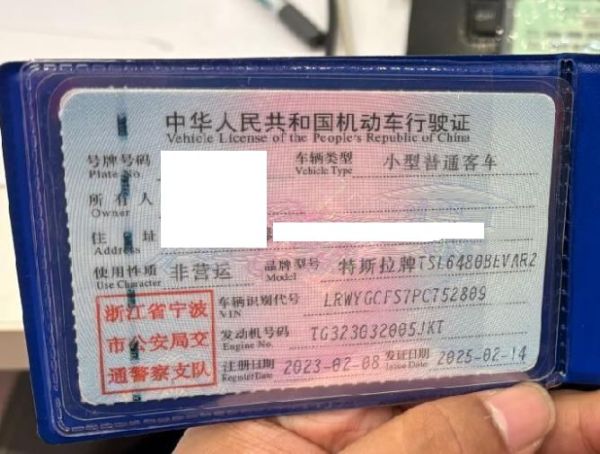 中华人民共和国机动车行驶证
Vehicle License of the People's Republic of China
号牌号码 车辆类型 小型普通客车
Plate No. Vehicle Type
所有人
Owner
住址
Address
使用性质 非营运 品牌型号 特斯拉牌TSL6480BEVAR2
Use Character Model
浙江省宁波
市公安局交
通警察支队
车辆识别代号 LRWYGCFS7PC752809
VIN
发动机号码 TG323032005JKT
Engine No.
注册日期 2023-02-08 发证日期 2025-02-14
Register Date Issue Date